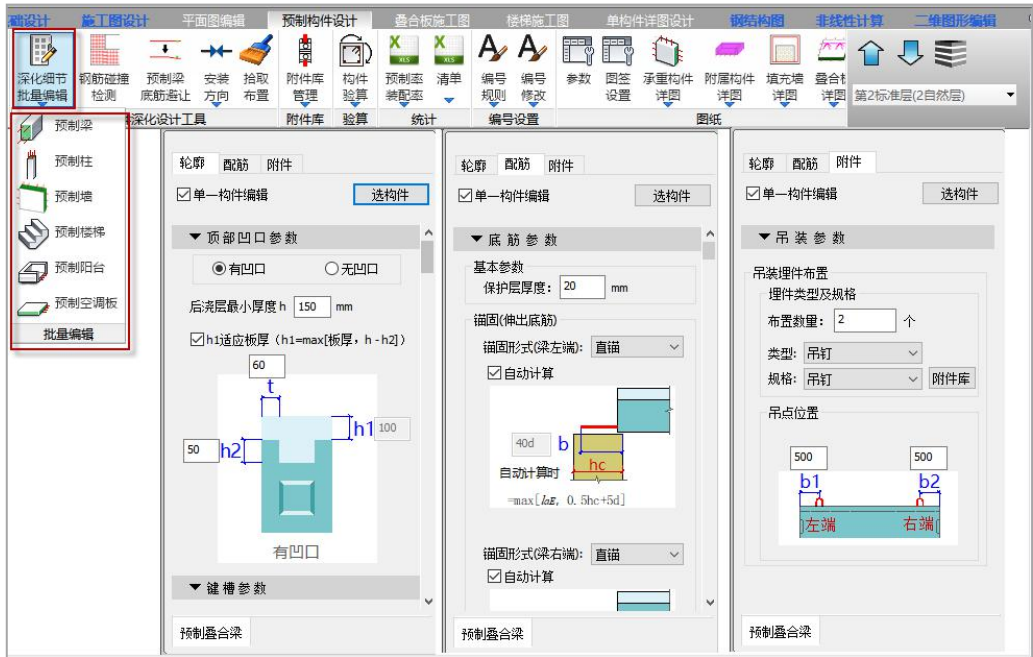 础设计 施工图设计 平面图编辑 预制构件设计 叠合板施工图 楼梯施工图 单构件详图设计 钢结构图 非线性计算 二维图形编辑
深化细节 钢筋碰撞 预制梁 安装 拾取 附件库 构件 预制率 清单 编号 编号 参数 图签 承重构件 附属构件 填充墙 叠合
批量编辑 检测 底筋避让 方向 布置 管理 验算 装配率 规则 修改 设置 详图 详图 详图 详图
第2标准层(2自然层)
深化设计工具 附件库 验算 统计 编号设置 图纸
预制梁
预制柱
预制墙
预制楼梯
预制阳台
预制空调板
批量编辑
轮廓 配筋 附件
单一构件编辑 选构件
顶部凹口参数
有凹口 无凹口
后浇层最小厚度h 150 mm
h1适应板厚(h1=max[板厚,h-h2])
60
t
h1 100
50 h2
有凹口
键槽参数
预制叠合梁
轮廓 配筋 附件
单一构件编辑 选构件
底筋参数
基本参数
保护层厚度: 20 mm
锚固(伸出底筋)
锚固形式(梁左端): 直锚
自动计算
40d b
hc
自动计算时
=max[laE, 0.5hc+5d]
锚固形式(梁右端): 直锚
自动计算
预制叠合梁
轮廓 配筋 附件
单一构件编辑 选构件
吊装参数
吊装埋件布置
埋件类型及规格
布置数量: 2 个
类型: 吊钉
规格: 吊钉 附件库
吊点位置
500 500
b1 b2
左端 右端
预制叠合梁